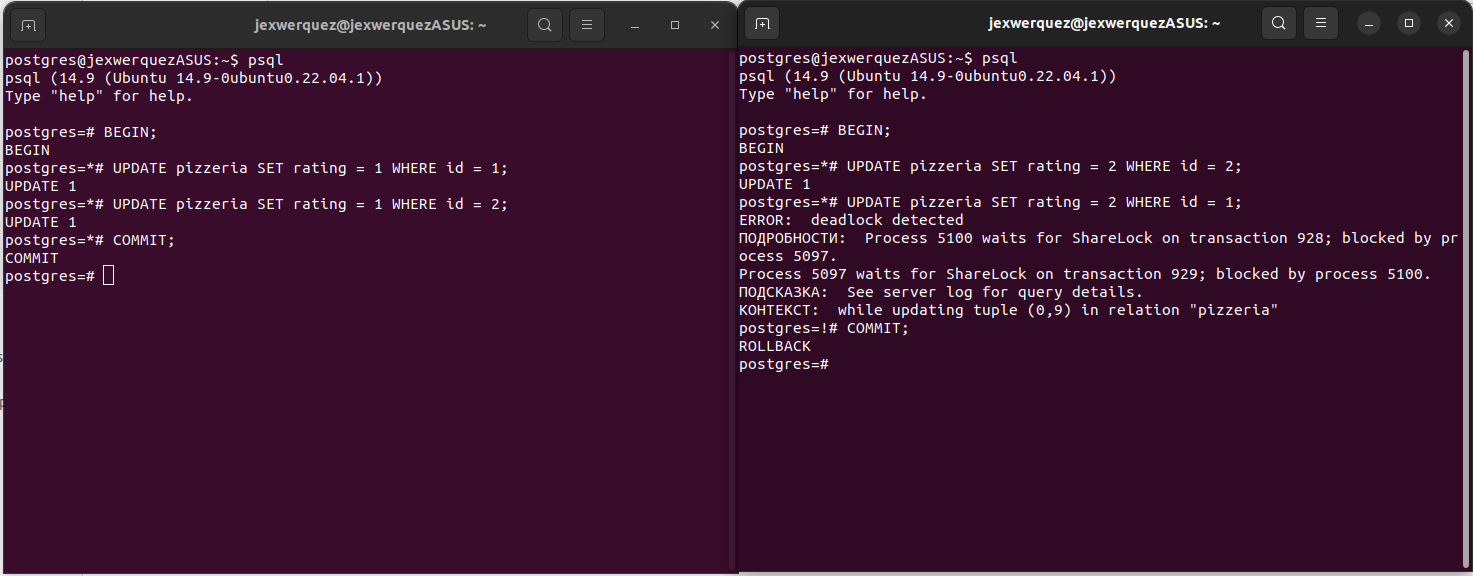 jexwerquez@jexwerquezASUS: ~
postgres@jexwerquezASUS:~$ psql
psql (14.9 (Ubuntu 14.9-0ubuntu0.22.04.1))
Type "help" for help.
postgres=# BEGIN;
BEGIN
postgres=*# UPDATE pizzeria SET rating = 1 WHERE id = 1;
UPDATE 1
postgres=*# UPDATE pizzeria SET rating = 1 WHERE id = 2;
UPDATE 1
postgres=*# COMMIT;
COMMIT
postgres=#
jexwerquez@jexwerquezASUS: ~
postgres@jexwerquezASUS:~$ psql
psql (14.9 (Ubuntu 14.9-0ubuntu0.22.04.1))
Type "help" for help.
postgres=# BEGIN;
BEGIN
postgres=*# UPDATE pizzeria SET rating = 2 WHERE id = 2;
UPDATE 1
postgres=*# UPDATE pizzeria SET rating = 2 WHERE id = 1;
ERROR:  deadlock detected
ПОДРОБНОСТИ:  Process 5100 waits for ShareLock on transaction 928; blocked by pr
ocess 5097.
Process 5097 waits for ShareLock on transaction 929; blocked by process 5100.
ПОДСКАЗКА:  See server log for query details.
КОНТЕКСТ:  while updating tuple (0,9) in relation "pizzeria"
postgres=!# COMMIT;
ROLLBACK
postgres=#